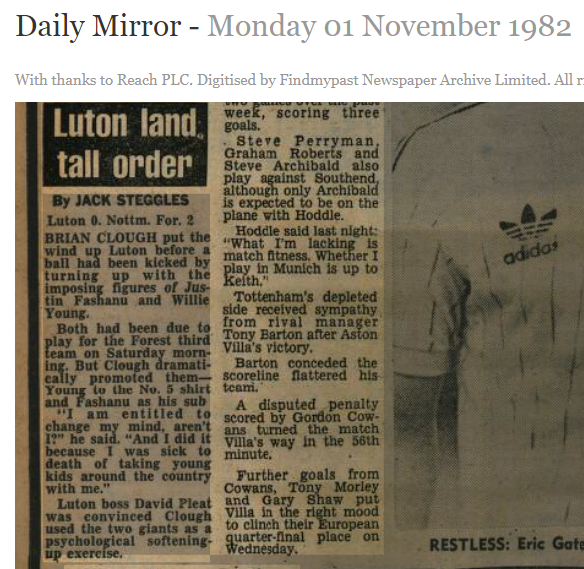 Daily Mirror - Monday 01 November 1982
With thanks to Reach PLC. Digitised by Findmypast Newspaper Archive Limited. All
Luton land
tall order
By JACK STEGGLES
Luton 0. Nottm. For. 2
BRIAN CLOUGH put the
wind up Luton before a
ball had been kicked by
turning up with the
imposing figures of Jus-
tin Fashanu and Willie
Young.
Both had been due to
play for the Forest third
team on Saturday morn-
ing. But Clough dramati-
cally promoted them—
Young to the No. 5 shirt
and Fashanu as his sub
"I am entitled to
change my mind, aren't
I?" he said. "And I did it
because I was sick to
death of taking young
kids around the country
with me."
Luton boss David Pleat
was convinced Clough
used the two giants as a
psychological softening-
up exercise.
two games over the past
week, scoring three
goals.
Steve Perryman,
Graham Roberts and
Steve Archibald also
play against Southend,
although only Archibald
is expected to be on the
plane with Hoddle.
Hoddle said last night:
"What I'm lacking is
match fitness. Whether I
play in Munich is up to
Keith."
Tottenham's depleted
side received sympathy
from rival manager
Tony Barton after Aston
Villa's victory.
Barton conceded the
scoreline flattered his
team.
A disputed penalty
scored by Gordon Cow-
ans turned the match
Villa's way in the 56th
minute.
Further goals from
Cowans, Tony Morley
and Gary Shaw put
Villa in the right mood
to clinch their European
quarter-final place on
Wednesday.
adidas
RESTLESS: Eric Gate